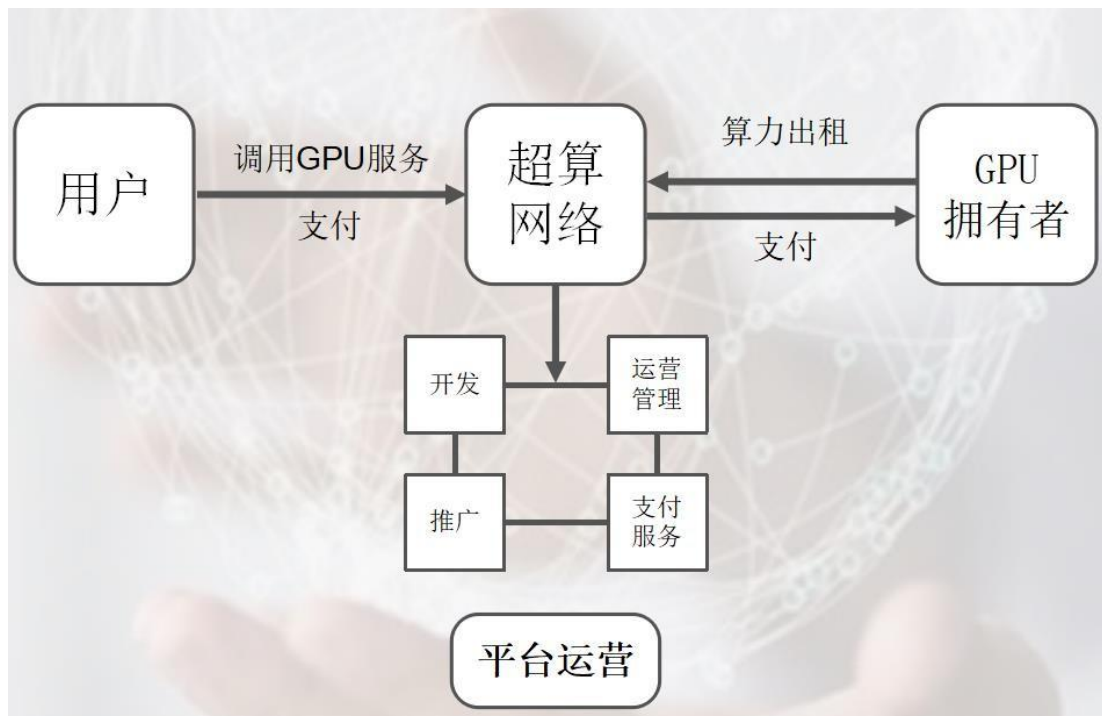 用户
调用GPU服务
支付
超算
网络
算力出租
支付
GPU
拥有者
开发
运营
管理
推广
支付
服务
平台运营